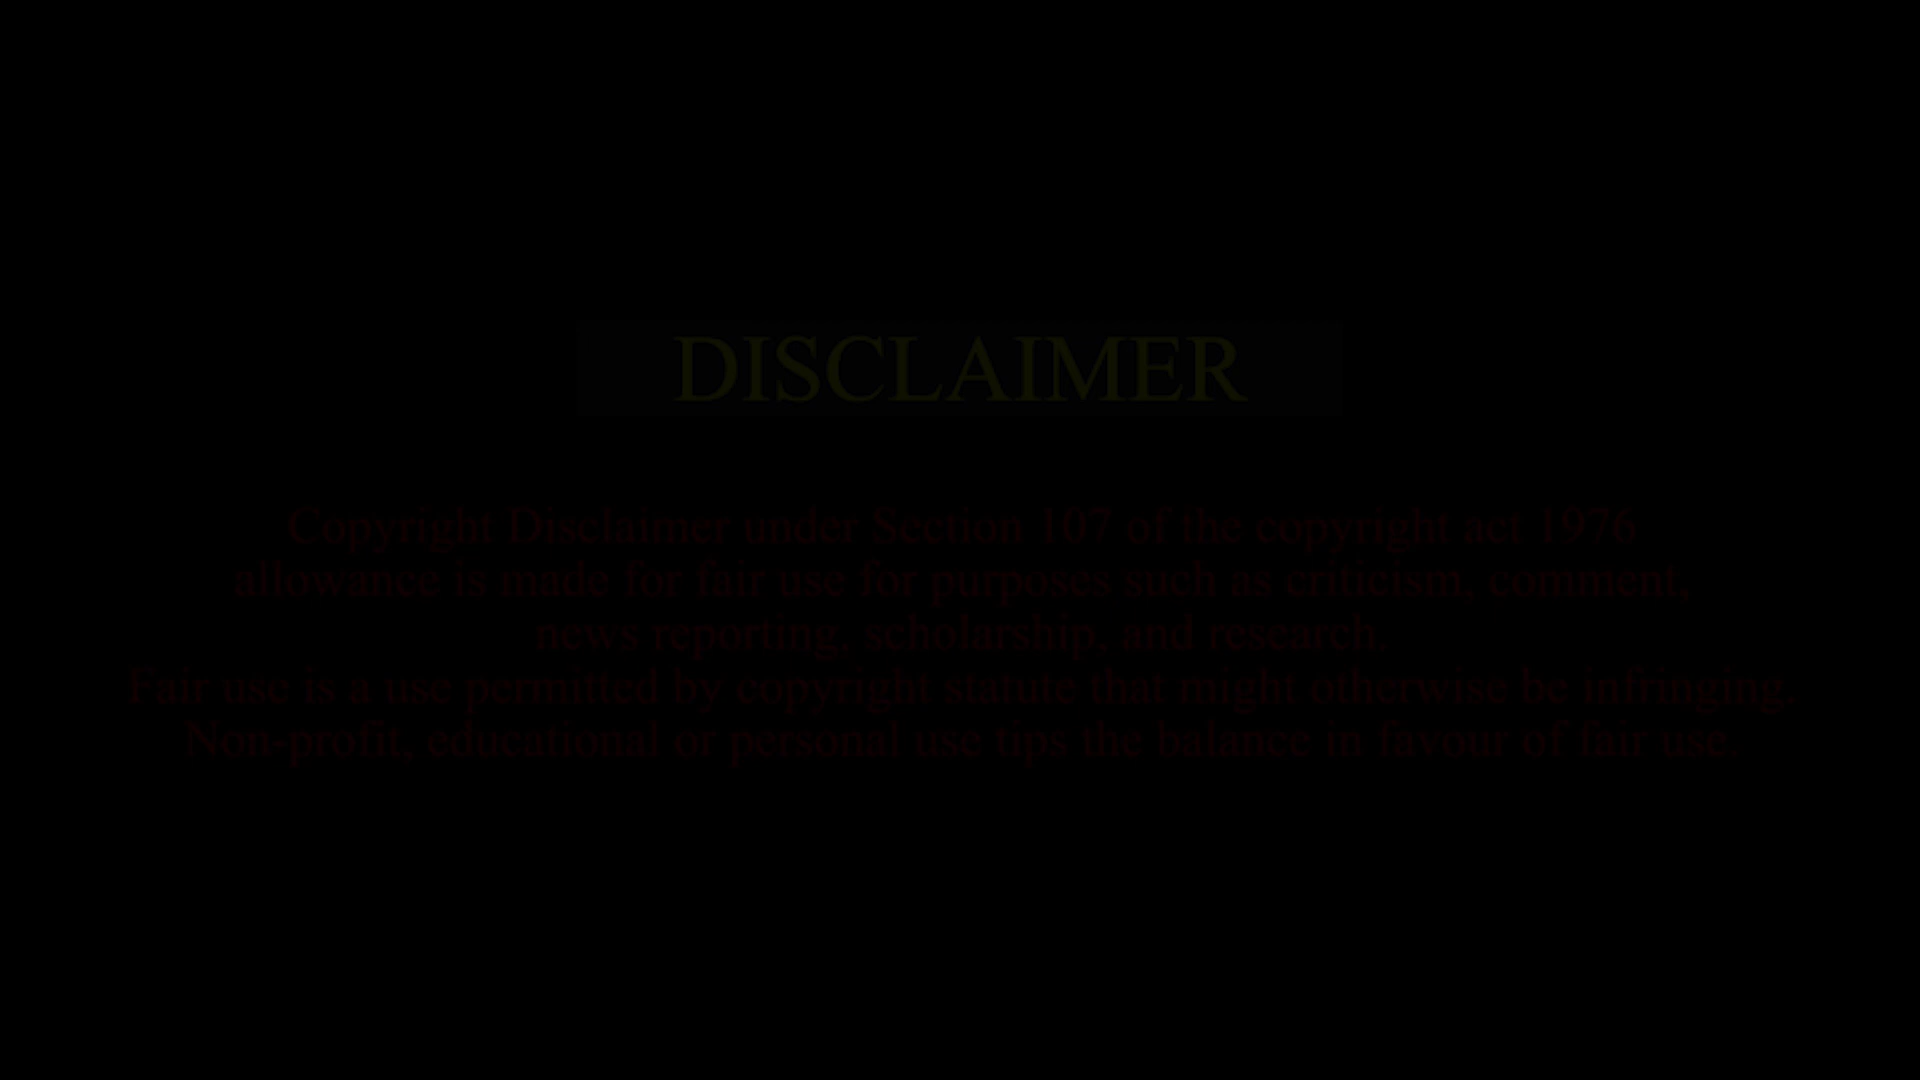 DISCLAIMER
Copyright Disclaimer under Section 107 of the copyright act 1976
allowance is made for fair use for purposes such as criticism, comment,
news reporting, scholarship, and research.
Fair use is a use permitted by copyright statute that might otherwise be infringing.
Non-profit, educational or personal use tips the balance in favour of fair use.